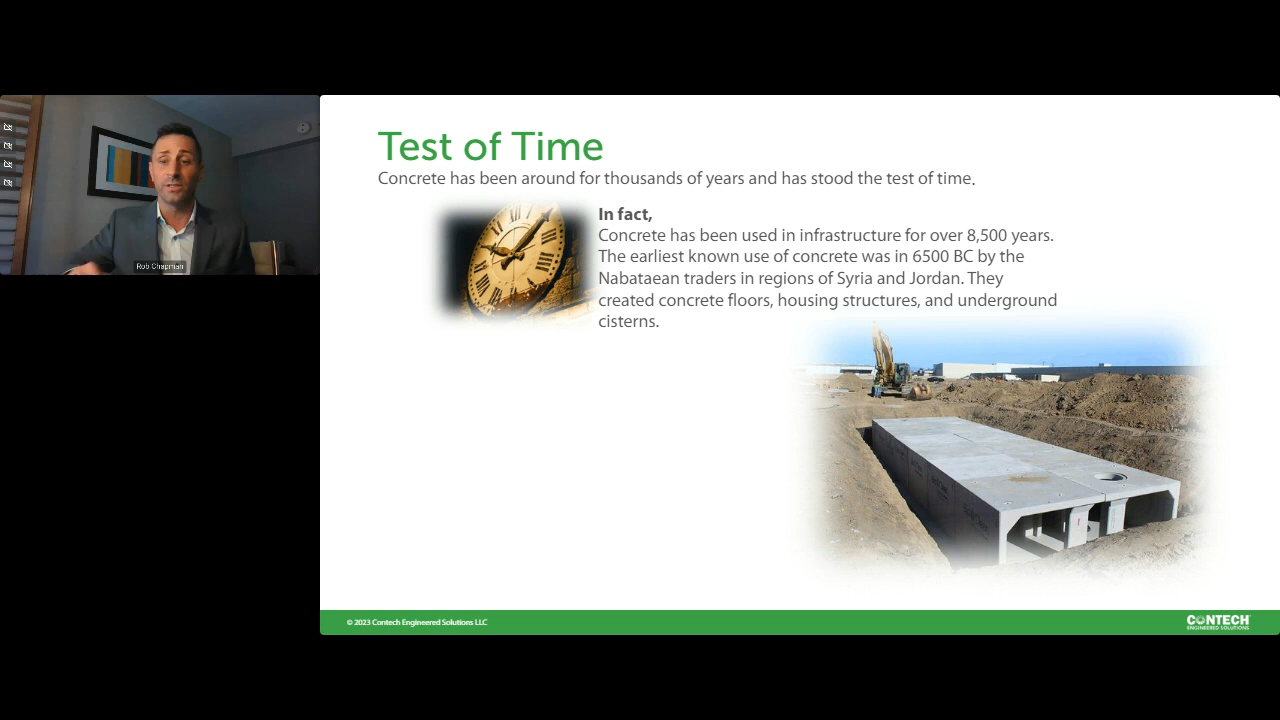 Rob Chapman
Test of Time
Concrete has been around for thousands of years and has stood the test of time.
In fact,
Concrete has been used in infrastructure for over 8,500 years.
The earliest known use of concrete was in 6500 BC by the
Nabataean traders in regions of Syria and Jordan. They
created concrete floors, housing structures, and underground
cisterns.
© 2023 Contech Engineered Solutions LLC
CONTECH
ENGINEERED SOLUTIONS